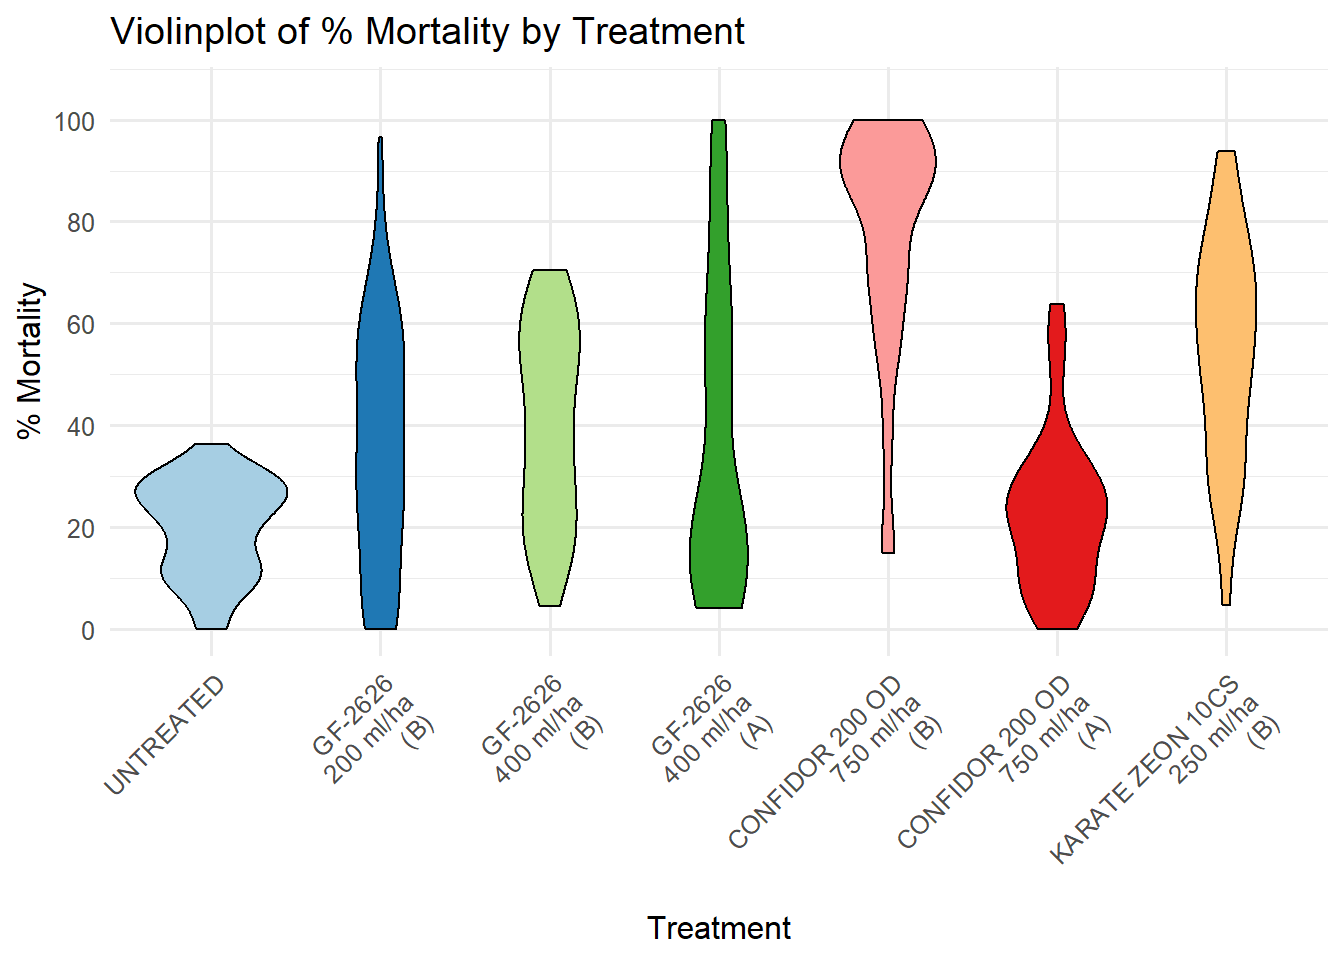 Violinplot of % Mortality by Treatment
% Mortality
100
80
60
40
20
0
UNTREATED
GF-2626
200 ml/ha
(B)
GF-2626
400 ml/ha
(B)
GF-2626
400 ml/ha
(A)
CONFIDOR 200 OD
750 ml/ha
(B)
CONFIDOR 200 OD
750 ml/ha
(A)
KARATE ZEON 10CS
250 ml/ha
(B)
Treatment